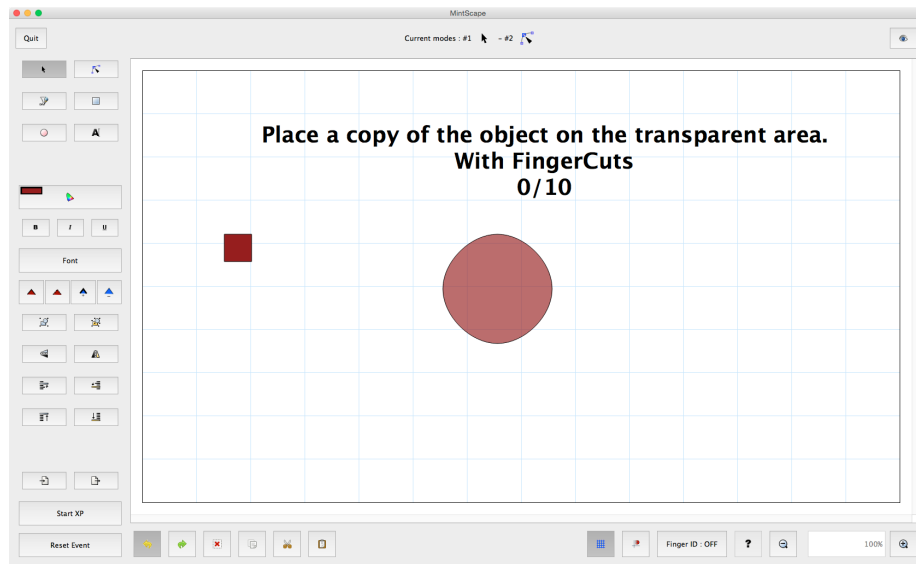 MintScape
Quit
Current modes : #1 - #2
A
Place a copy of the object on the transparent area.
With FingerCuts
0/10
B I U
Font
Start XP
Reset Event
Finger ID : OFF ? 100%